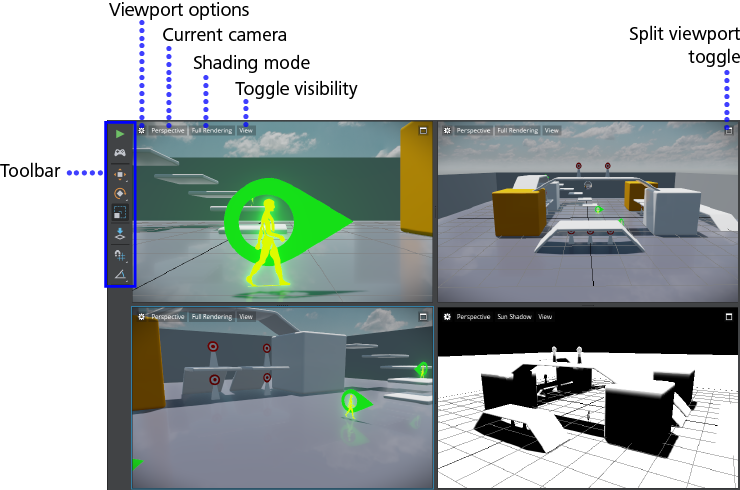 Viewport options
Current camera
Shading mode
Toggle visibility
Split viewport
toggle
Toolbar
Perspective Full Rendering View
Perspective Full Rendering View
Perspective Full Rendering View
Perspective Sun Shadow View